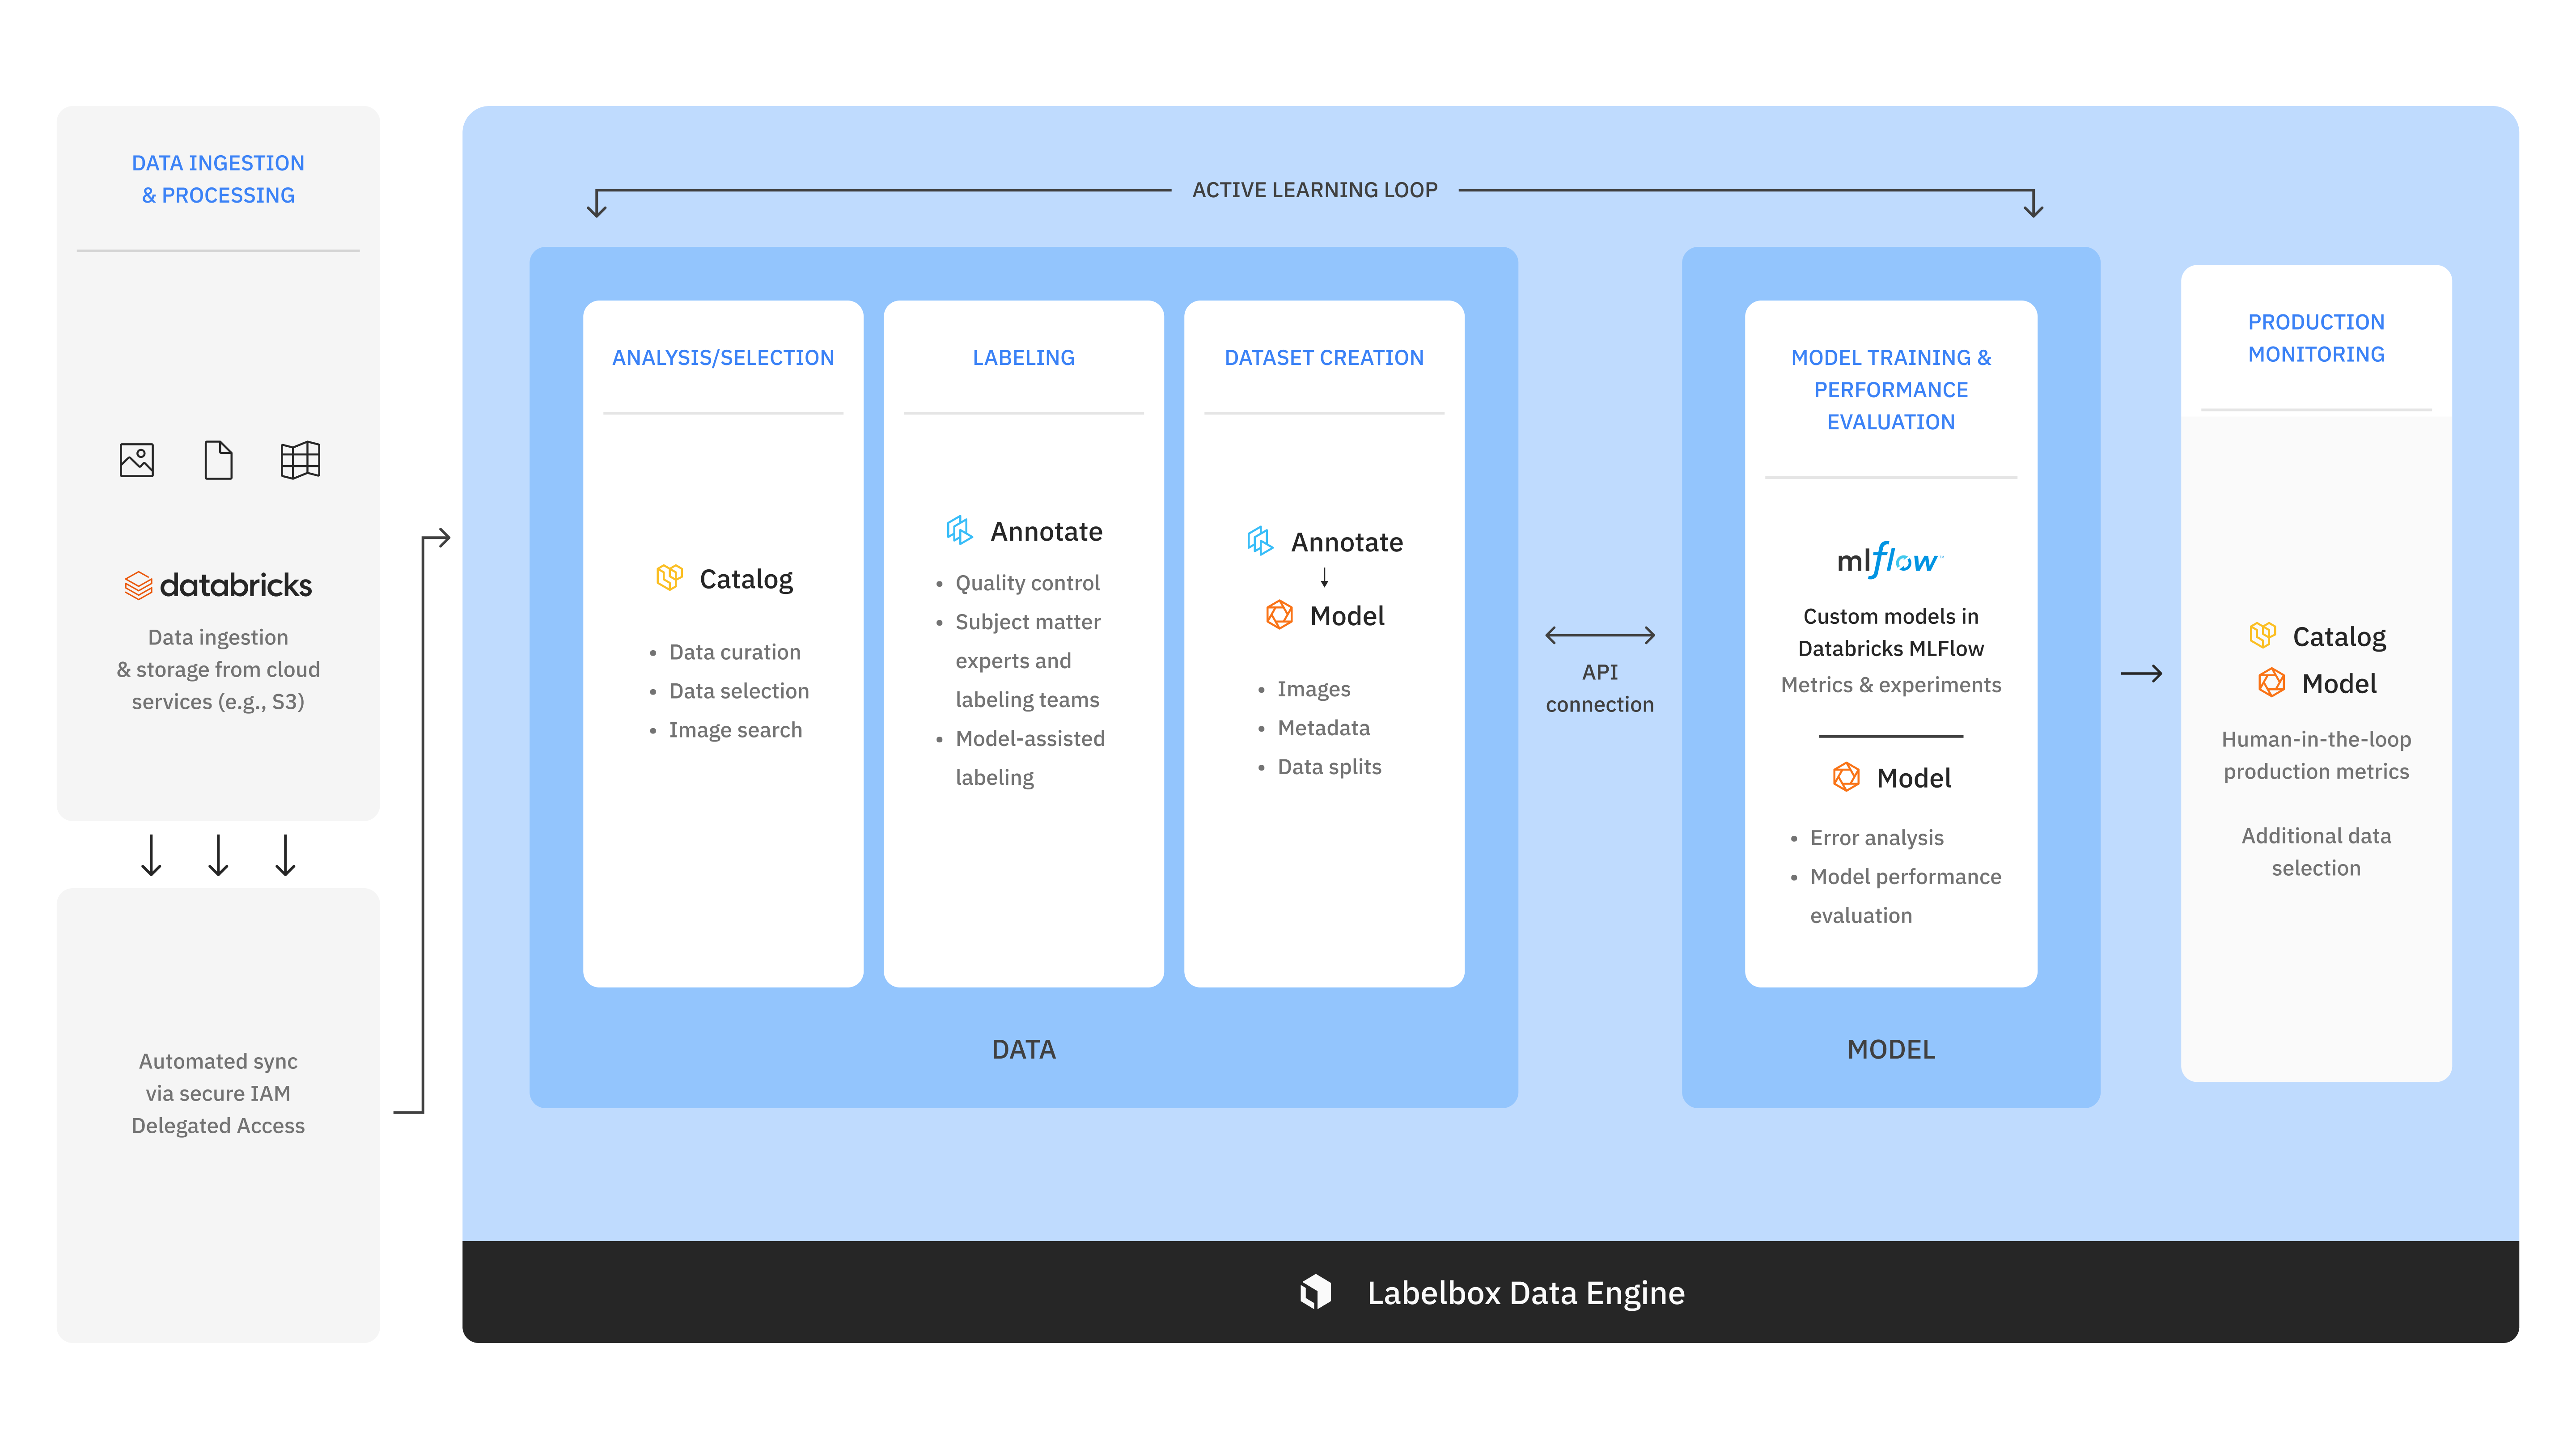 DATA INGESTION
& PROCESSING
databricks
Data ingestion
& storage from cloud
services (e.g., S3)
Automated sync
via secure IAM
Delegated Access
ACTIVE LEARNING LOOP
ANALYSIS/SELECTION
Catalog
• Data curation
• Data selection
• Image search
LABELING
Annotate
• Quality control
• Subject matter
experts and
labeling teams
• Model-assisted
labeling
DATASET CREATION
Annotate
Model
• Images
• Metadata
• Data splits
DATA
API
connection
MODEL TRAINING &
PERFORMANCE
EVALUATION
mlflow™
Custom models in
Databricks MLFlow
Metrics & experiments
Model
• Error analysis
• Model performance
evaluation
MODEL
PRODUCTION
MONITORING
Catalog
Model
Human-in-the-loop
production metrics
Additional data
selection
Labelbox Data Engine